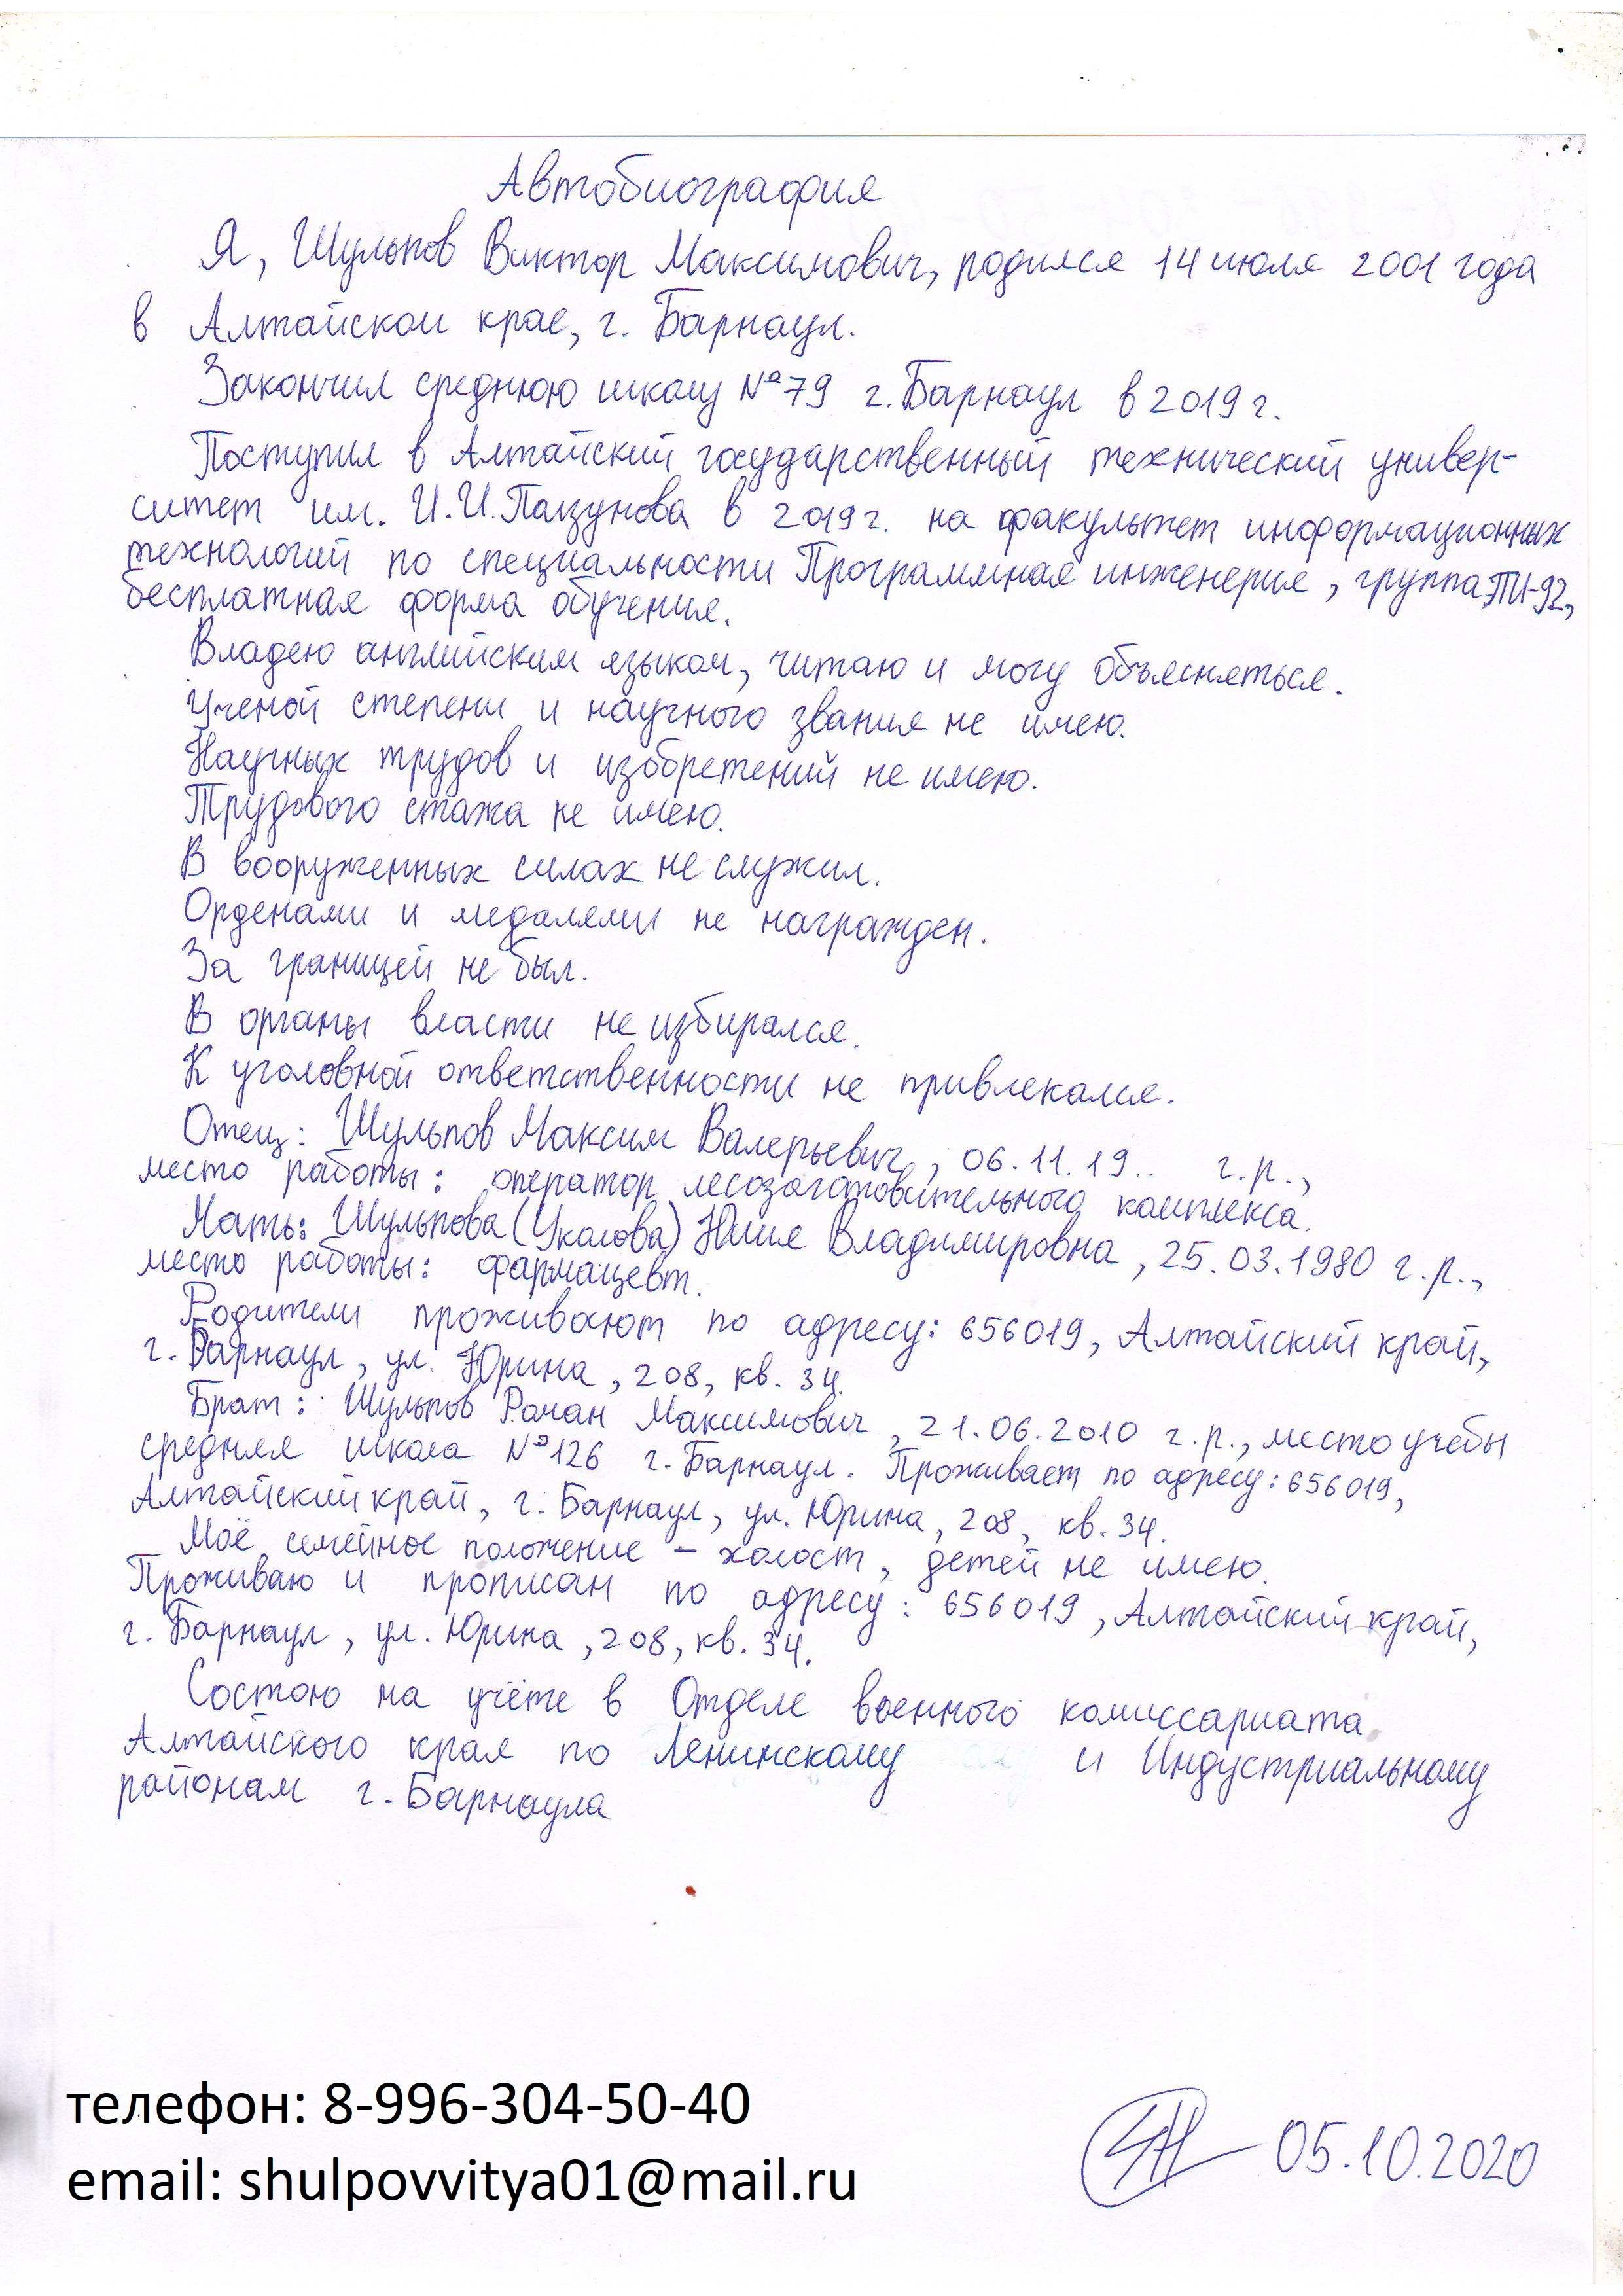 Автобиография
Я, Шульпов Виктор Максимович, родился 14 июля 2001 года
в Алтайском крае, г. Барнаул.
Закончил среднюю школу №79 г. Барнаул в 2019 г.
Поступил в Алтайский государственный технический универ-
ситет им. И.И. Ползунова в 2019 г. на факультет информационных
технологий по специальности Программная инженерия, группа ПИ-92,
бесплатная форма обучения.
Владею английским языком, читаю и могу объясняться.
Ученой степени и научного звания не имею.
Научных трудов и изобретений не имею.
Трудового стажа не имею.
В вооруженных силах не служил.
Орденами и медалями не награжден.
За границей не был.
В органы власти не избирался.
К уголовной ответственности не привлекался.
Отец: Шульпов Максим Валерьевич, 06.11.19.. г.р.,
место работы: оператор лесозаготовительного комплекса.
Мать: Шульпова (Уколова) Юлия Владимировна, 25.03.1980 г.р.,
место работы: фармацевт.
Родители проживают по адресу: 656019, Алтайский край,
г. Барнаул, ул. Юрина, 208, кв. 34.
Брат: Шульпов Роман Максимович, 21.06.2010 г.р., место учёбы
средняя школа №126 г. Барнаул. Проживает по адресу: 656019,
Алтайский край, г. Барнаул, ул. Юрина, 208, кв. 34.
Моё семейное положение – холост, детей не имею.
Проживаю и прописан по адресу: 656019, Алтайский край,
г. Барнаул, ул. Юрина, 208, кв. 34.
Состою на учёте в Отделе военного комиссариата
Алтайского края по Ленинскому и Индустриальному
районам г. Барнаула
телефон: 8-996-304-50-40
email: shulpovvitya01@mail.ru
05.10.2020